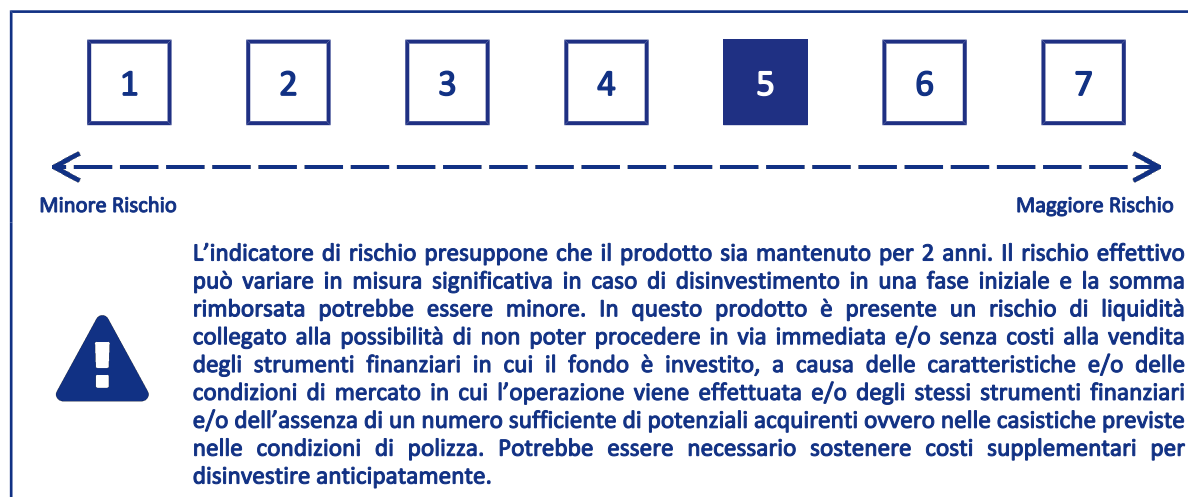 1 2 3 4 5 6 7
Minore Rischio Maggiore Rischio
L'indicatore di rischio presuppone che il prodotto sia mantenuto per 2 anni. Il rischio effettivo
può variare in misura significativa in caso di disinvestimento in una fase iniziale e la somma
rimborsata potrebbe essere minore. In questo prodotto è presente un rischio di liquidità
collegato alla possibilità di non poter procedere in via immediata e/o senza costi alla vendita
degli strumenti finanziari in cui il fondo è investito, a causa delle caratteristiche e/o delle
condizioni di mercato in cui l'operazione viene effettuata e/o degli stessi strumenti finanziari
e/o dell'assenza di un numero sufficiente di potenziali acquirenti ovvero nelle casistiche previste
nelle condizioni di polizza. Potrebbe essere necessario sostenere costi supplementari per
disinvestire anticipatamente.